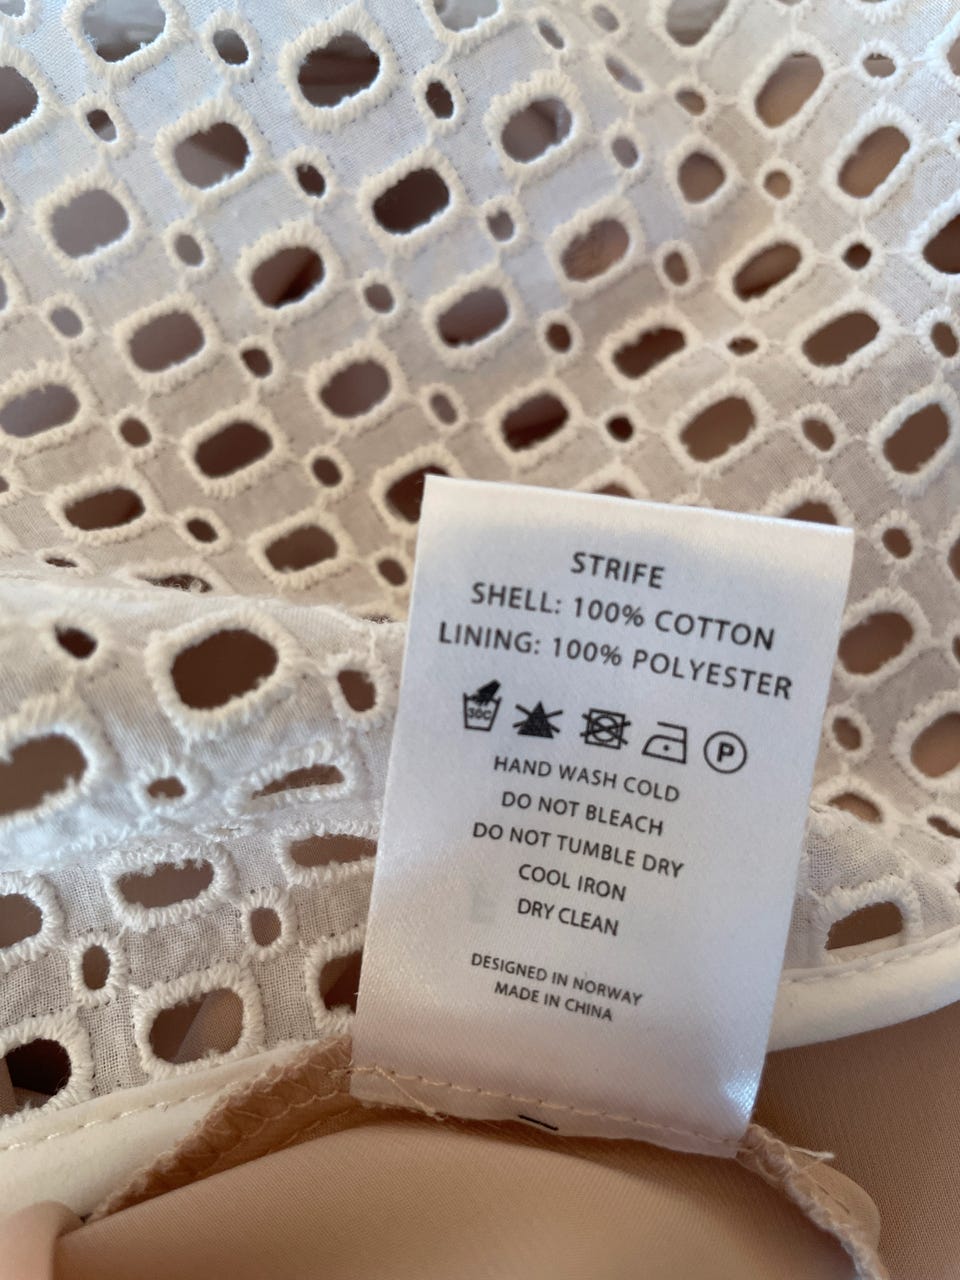 STRIFE
SHELL: 100% COTTON
LINING: 100% POLYESTER
30C P
HAND WASH COLD
DO NOT BLEACH
DO NOT TUMBLE DRY
COOL IRON
DRY CLEAN
DESIGNED IN NORWAY
MADE IN CHINA